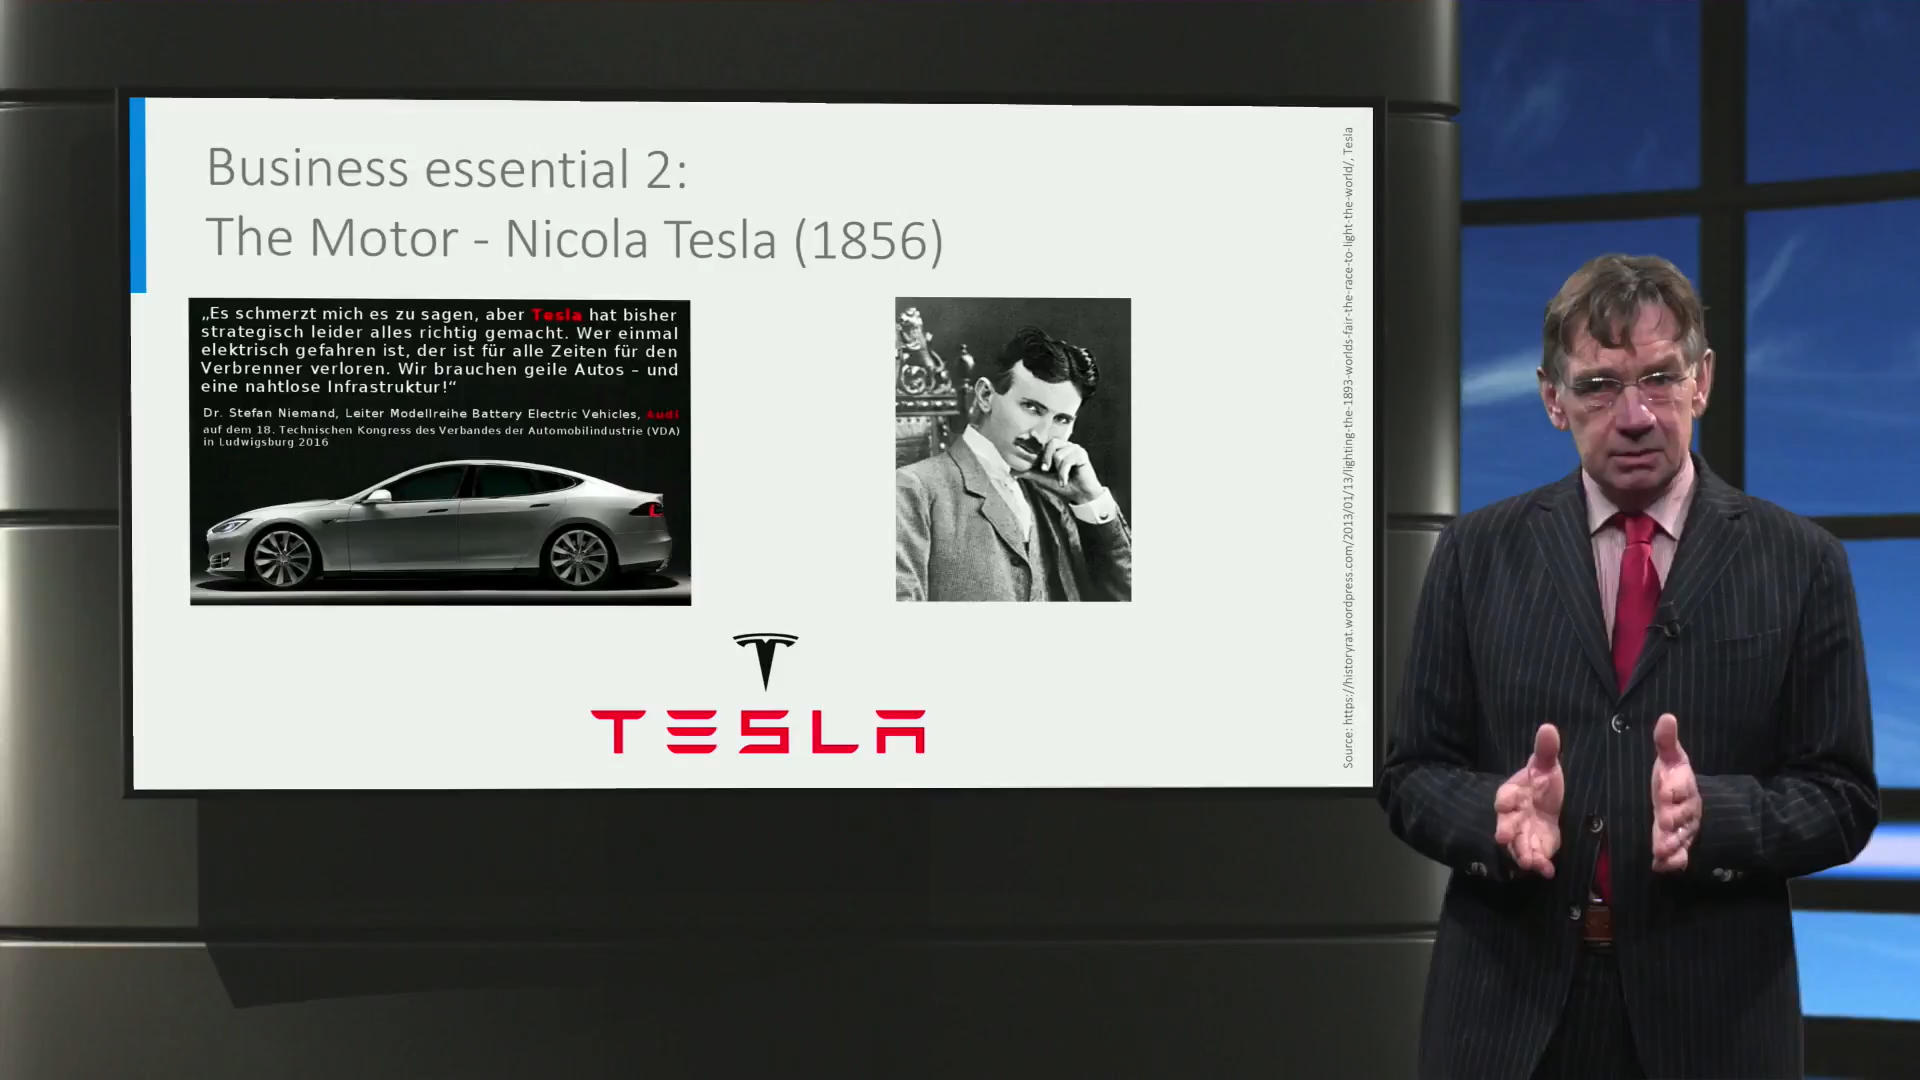 Business essential 2:
The Motor - Nicola Tesla (1856)
„Es schmerzt mich es zu sagen, aber Tesla hat bisher
strategisch leider alles richtig gemacht. Wer einmal
elektrisch gefahren ist, der ist für alle Zeiten für den
Verbrenner verloren. Wir brauchen geile Autos – und
eine nahtlose Infrastruktur!“
Dr. Stefan Niemand, Leiter Modellreihe Battery Electric Vehicles, Audi
auf dem 18. Technischen Kongress des Verbandes der Automobilindustrie (VDA)
in Ludwigsburg 2016
TESLA
Source: https://historyrat.wordpress.com/2013/01/13/lighting-the-1893-worlds-fair-the-race-to-light-the-world/, Tesla